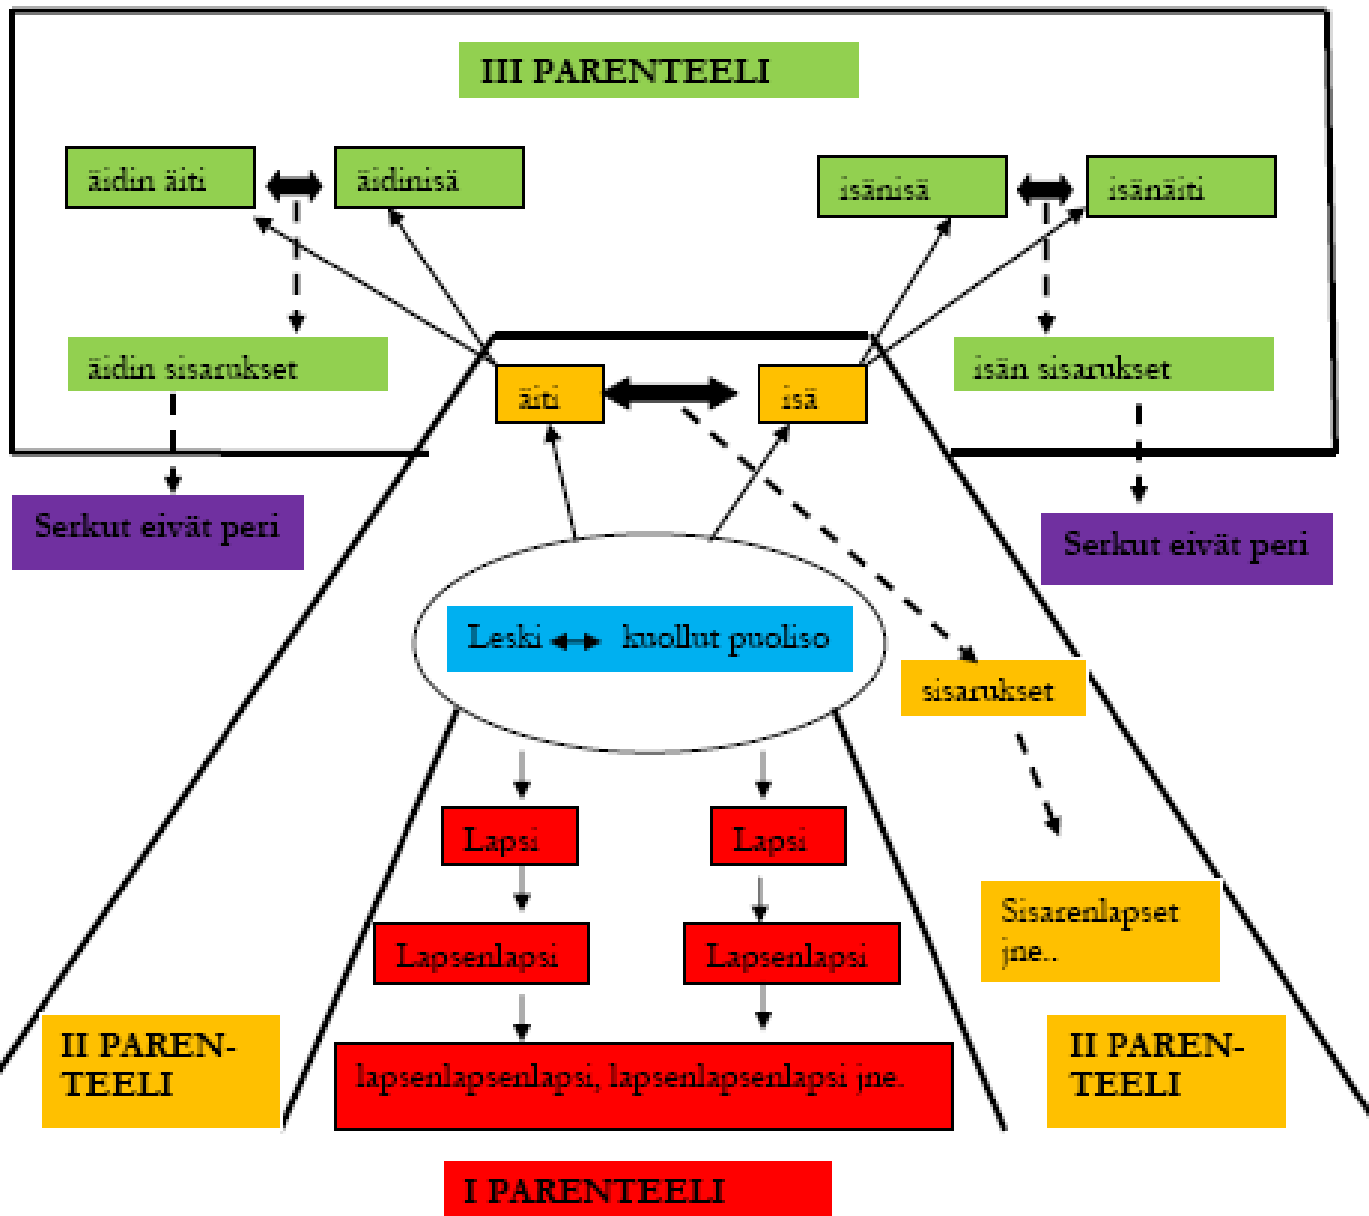 III PARENTEELI
äidin äiti
äidinisä
isänisä
isänäiti
äidin sisarukset
isän sisarukset
äiti
isä
Serkut eivät peri
Serkut eivät peri
Leski
kuollut puoliso
sisarukset
Lapsi
Lapsi
Sisarenlapset
jne..
Lapsenlapsi
Lapsenlapsi
II PAREN-
TEELI
II PAREN-
TEELI
lapsenlapsenlapsi, lapsenlapsenlapsi jne.
I PARENTEELI